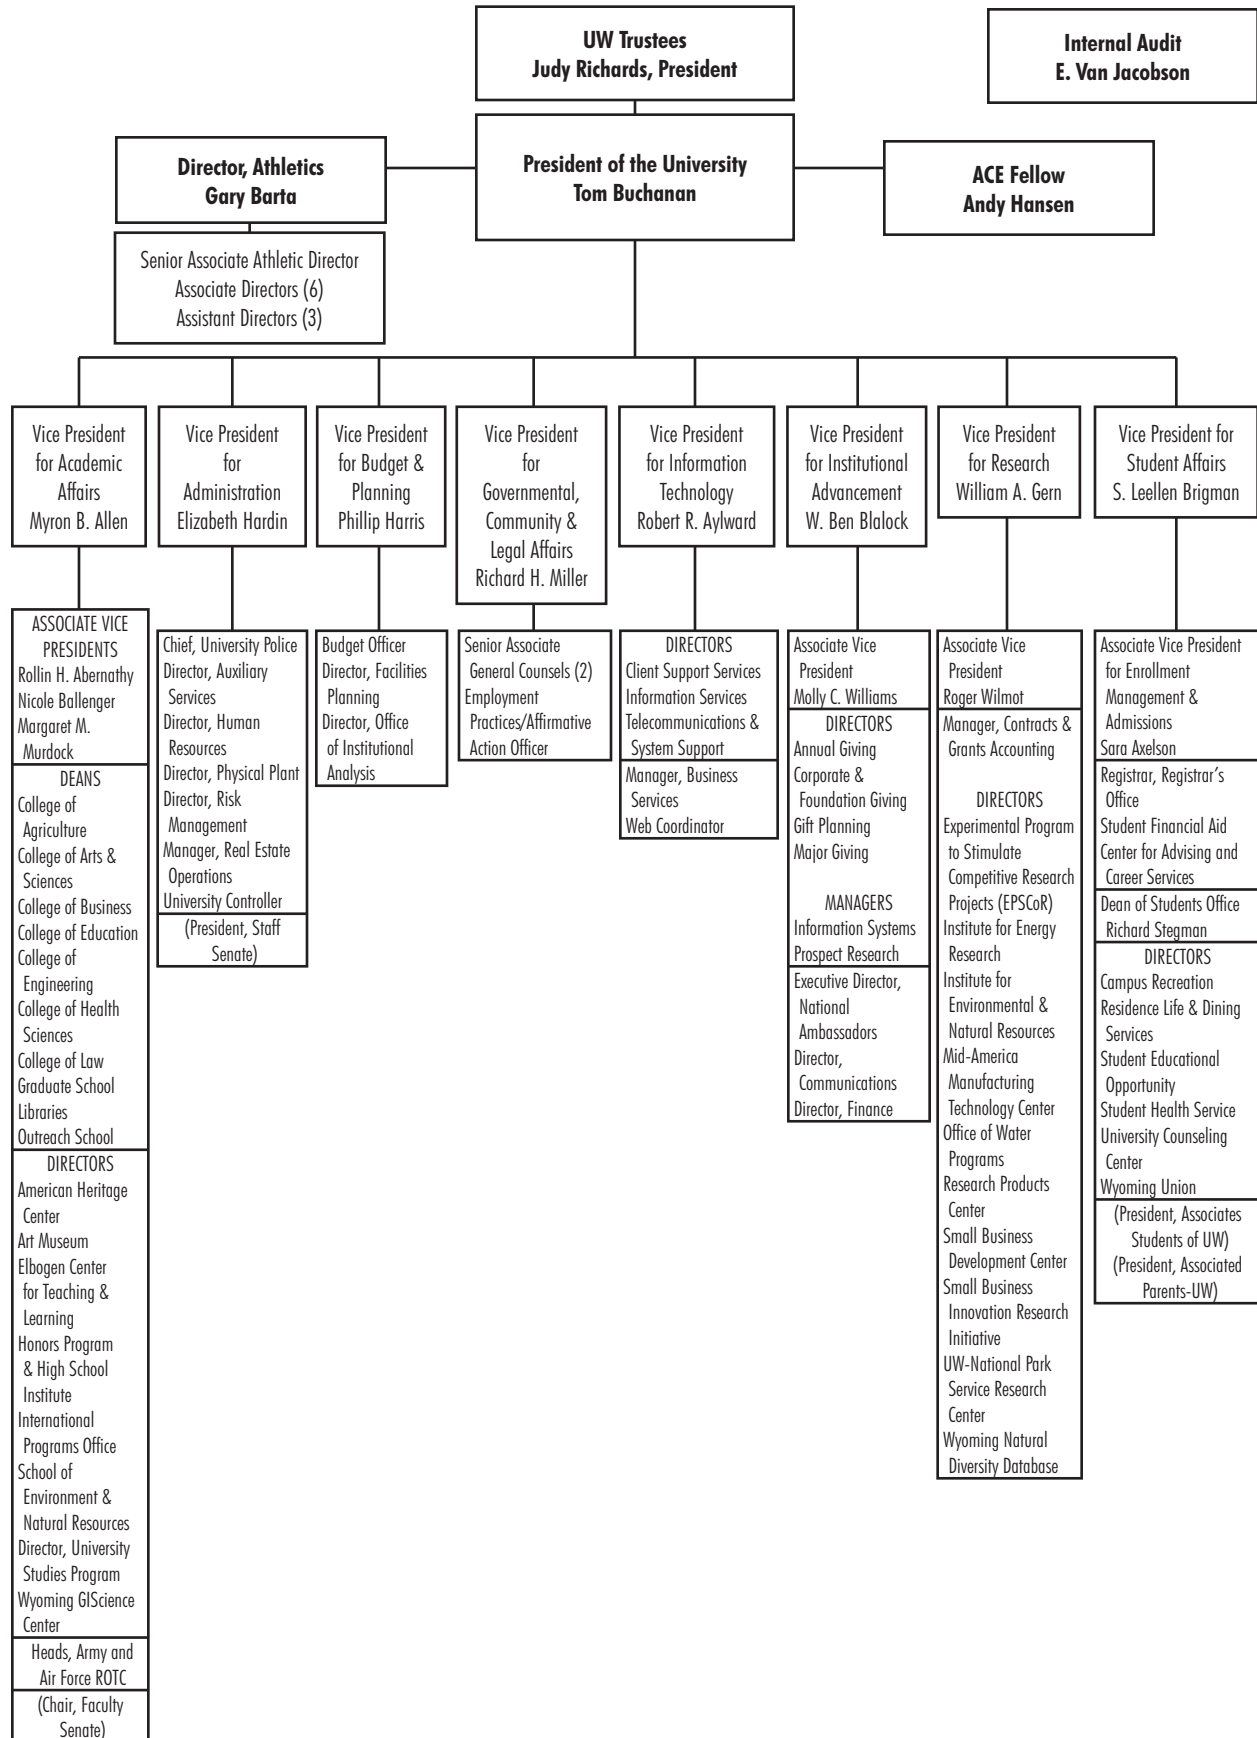 UW Trustees
Judy Richards, President
Internal Audit
E. Van Jacobson
Director, Athletics
Gary Barta
President of the University
Tom Buchanan
ACE Fellow
Andy Hansen
Senior Associate Athletic Director
Associate Directors (6)
Assistant Directors (3)
Vice President
for Academic
Affairs
Myron B. Allen
Vice President
for
Administration
Elizabeth Hardin
Vice President
for Budget &
Planning
Phillip Harris
Vice President
for
Governmental,
Community &
Legal Affairs
Richard H. Miller
Vice President
for Information
Technology
Robert R. Aylward
Vice President
for Institutional
Advancement
W. Ben Blalock
Vice President
for Research
William A. Gern
Vice President for
Student Affairs
S. Leellen Brigman
ASSOCIATE VICE
PRESIDENTS
Rollin H. Abernathy
Nicole Ballenger
Margaret M.
Murdock
DEANS
College of
Agriculture
College of Arts &
Sciences
College of Business
College of Education
College of
Engineering
College of Health
Sciences
College of Law
Graduate School
Libraries
Outreach School
DIRECTORS
American Heritage
Center
Art Museum
Elbogen Center
for Teaching &
Learning
Honors Program
& High School
Institute
International
Programs Office
School of
Environment &
Natural Resources
Director, University
Studies Program
Wyoming GIScience
Center
Heads, Army and
Air Force ROTC
(Chair, Faculty
Senate)
Chief, University Police
Director, Auxiliary
Services
Director, Human
Resources
Director, Physical Plant
Director, Risk
Management
Manager, Real Estate
Operations
University Controller
(President, Staff
Senate)
Budget Officer
Director, Facilities
Planning
Director, Office
of Institutional
Analysis
Senior Associate
General Counsels (2)
Employment
Practices/Affirmative
Action Officer
DIRECTORS
Client Support Services
Information Services
Telecommunications &
System Support
Manager, Business
Services
Web Coordinator
Associate Vice
President
Molly C. Williams
DIRECTORS
Annual Giving
Corporate &
Foundation Giving
Gift Planning
Major Giving
MANAGERS
Information Systems
Prospect Research
Executive Director,
National
Ambassadors
Director,
Communications
Director, Finance
Associate Vice
President
Roger Wilmot
Manager, Contracts &
Grants Accounting
DIRECTORS
Experimental Program
to Stimulate
Competitive Research
Projects (EPSCoR)
Institute for Energy
Research
Institute for
Environmental &
Natural Resources
Mid-America
Manufacturing
Technology Center
Office of Water
Programs
Research Products
Center
Small Business
Development Center
Small Business
Innovation Research
Initiative
UW-National Park
Service Research
Center
Wyoming Natural
Diversity Database
Associate Vice President
for Enrollment
Management &
Admissions
Sara Axelson
Registrar, Registrar's
Office
Student Financial Aid
Center for Advising and
Career Services
Dean of Students Office
Richard Stegman
DIRECTORS
Campus Recreation
Residence Life & Dining
Services
Student Educational
Opportunity
Student Health Service
University Counseling
Center
Wyoming Union
(President, Associates
Students of UW)
(President, Associated
Parents-UW)